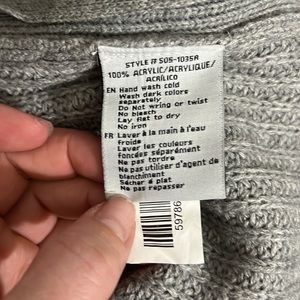 STYLE # SOS-1035A
100% ACRYLIC/ACRYLIQUE/
ACRÍLICO
EN Hand wash cold
Wash dark colors
separately
Do not wring or twist
No bleach
Lay flat to dry
No iron
FR Laver à la main à l'eau
froide
Laver les couleurs
foncées séparément
Ne pas tordre
Ne pas utiliser d'agent de
blanchiment
Sécher à plat
Ne pas repasser
59786